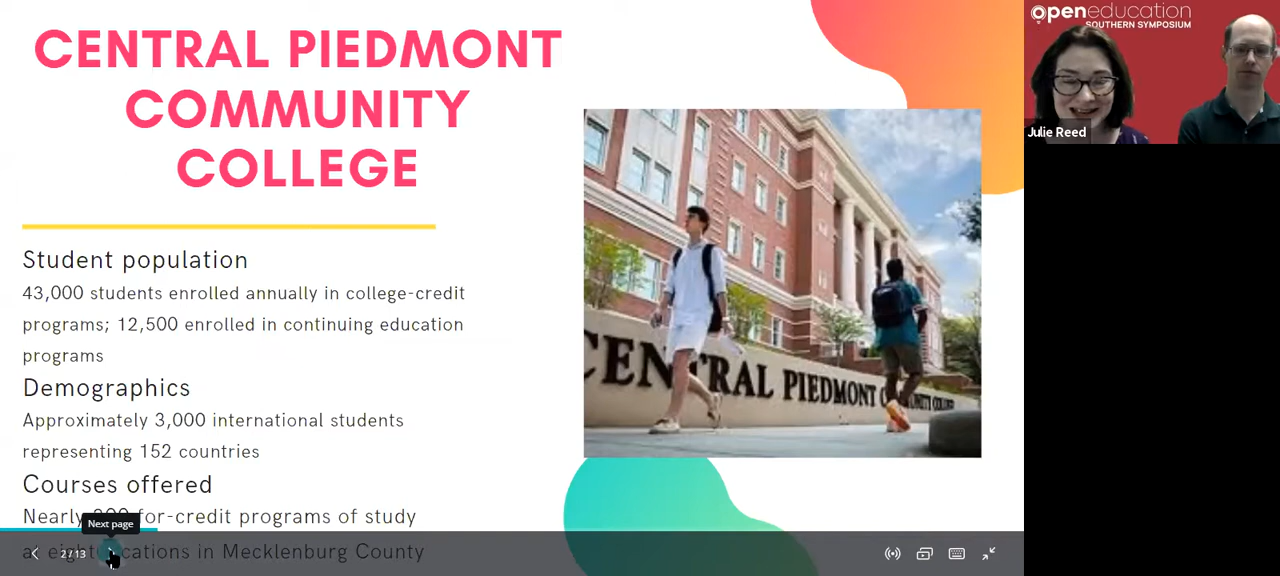 CENTRAL PIEDMONT
COMMUNITY
COLLEGE
Student population
43,000 students enrolled annually in college-credit
programs; 12,500 enrolled in continuing education
programs
Demographics
Approximately 3,000 international students
representing 152 countries
Courses offered
Nearly for-credit programs of study
at eight locations in Mecklenburg County
Next page
2/13
CENTRAL PIEDMONT COMMUNITY COLLEGE
openeducation
SOUTHERN SYMPOSIUM
Julie Reed